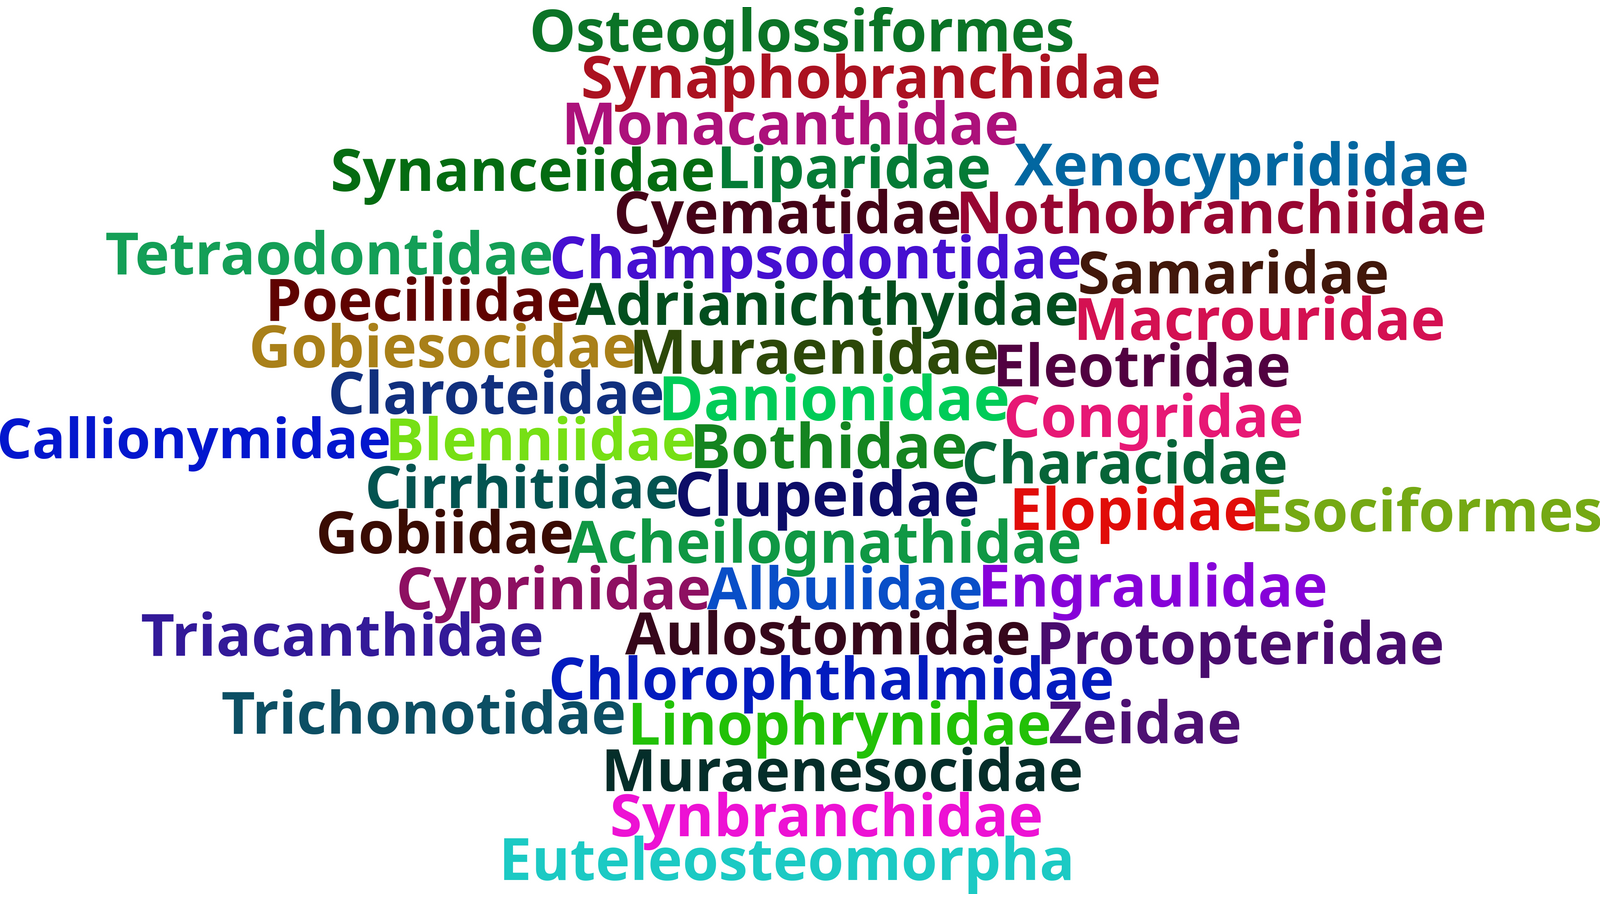 Osteoglossiformes
Synaphobranchidae
Monacanthidae
Synanceiidae Liparidae Xenocyprididae
Cyematidae Nothobranchiidae
Tetraodontidae Champsodontidae Samaridae
Poeciliidae Adrianichthyidae Macrouridae
Gobiesocidae Muraenidae Eleotridae
Claroteidae Danionidae Congridae
Callionymidae Blenniidae Bothidae Characidae
Cirrhitidae Clupeidae Elopidae Esociformes
Gobiidae Acheilognathidae
Cyprinidae Albulidae Engraulidae
Triacanthidae Aulostomidae Protopteridae
Chlorophthalmidae
Trichonotidae Linophrynidae Zeidae
Muraenesocidae
Synbranchidae
Euteleosteomorpha